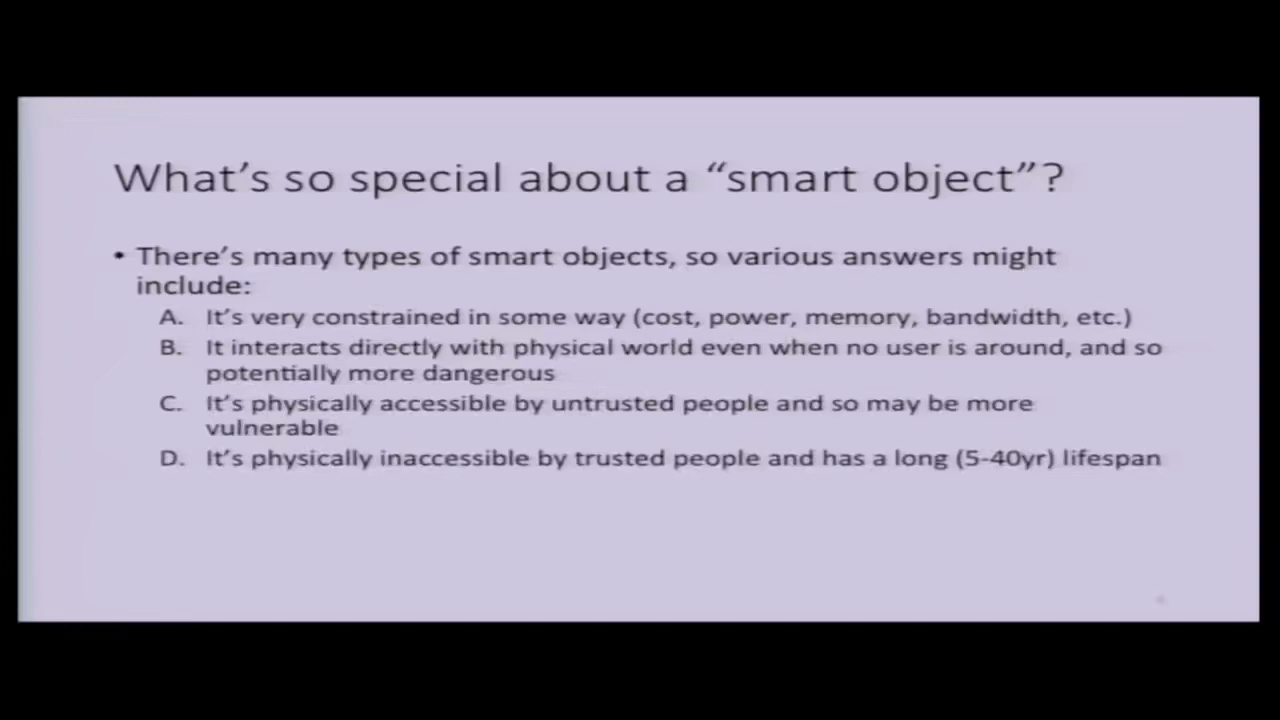 What's so special about a “smart object”?
• There's many types of smart objects, so various answers might
include:
A. It's very constrained in some way (cost, power, memory, bandwidth, etc.)
B. It interacts directly with physical world even when no user is around, and so
potentially more dangerous
C. It's physically accessible by untrusted people and so may be more
vulnerable
D. It's physically inaccessible by trusted people and has a long (5-40yr) lifespan